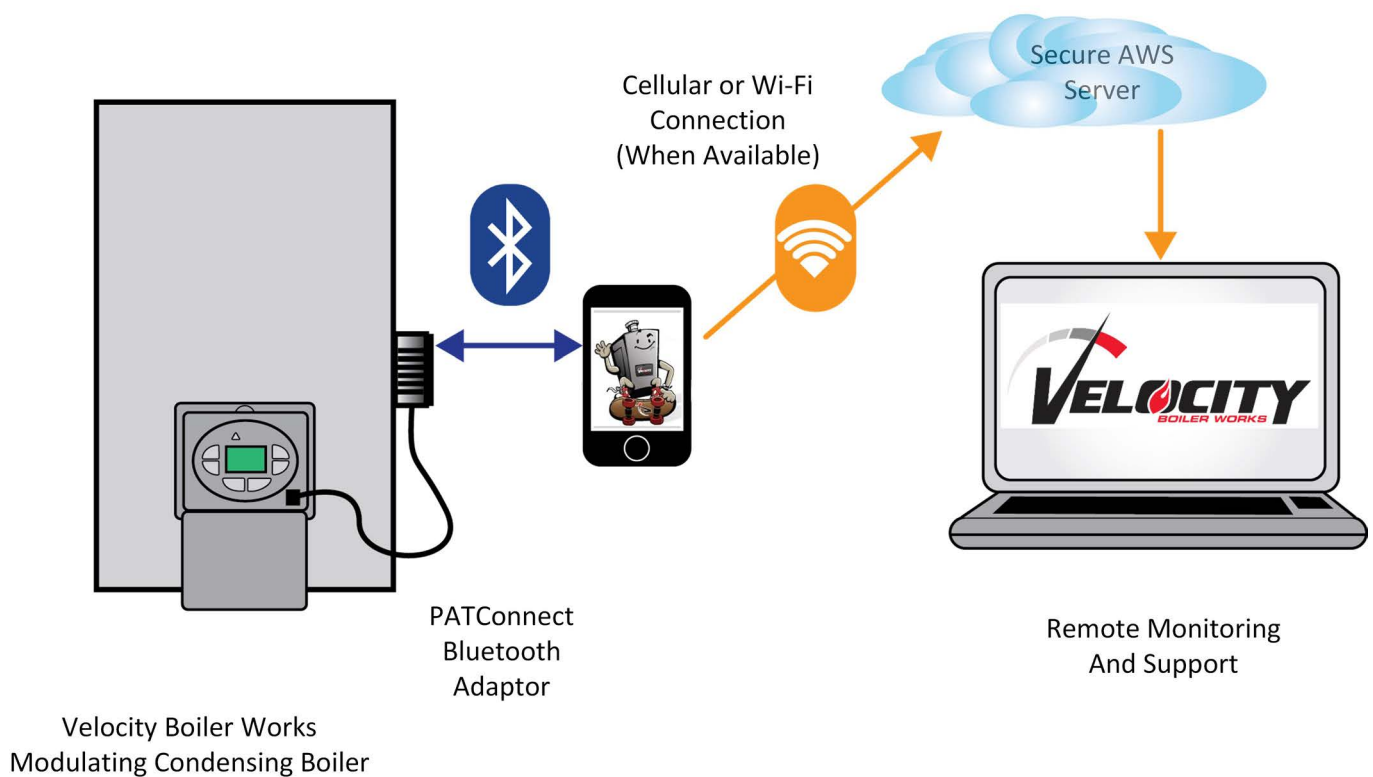 Secure AWS
Server
Cellular or Wi-Fi
Connection
(When Available)
VELOCITY
BOILER WORKS
PATConnect
Bluetooth
Adaptor
Remote Monitoring
And Support
Velocity Boiler Works
Modulating Condensing Boiler